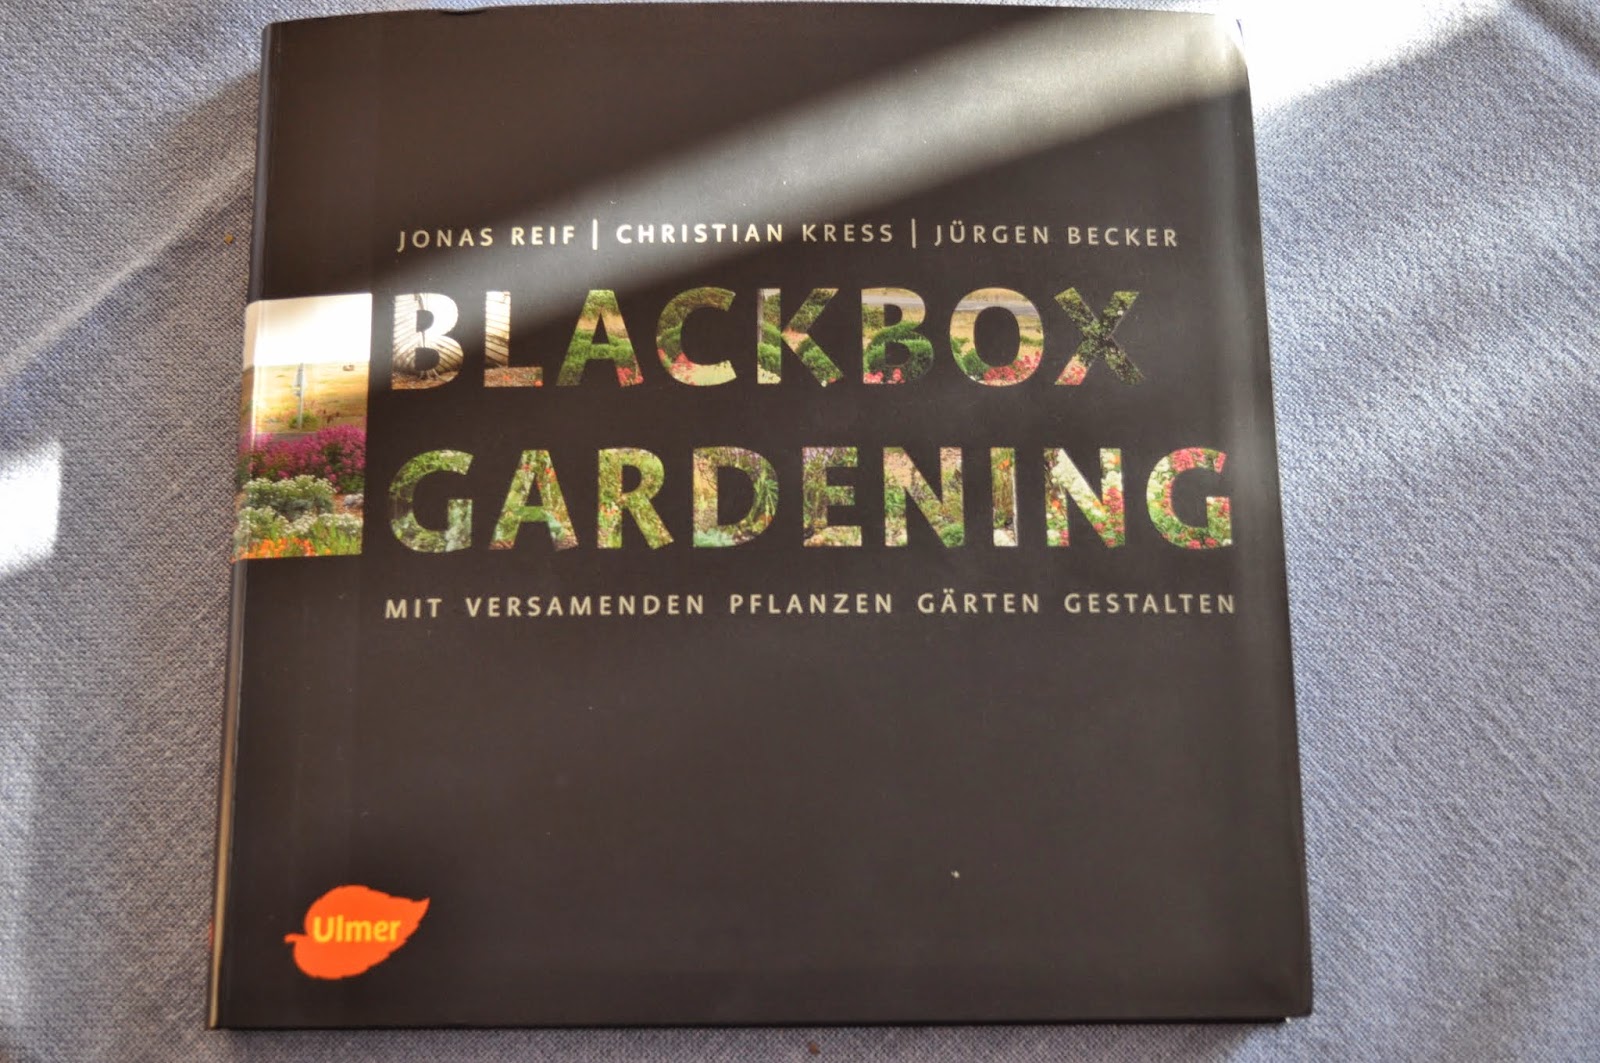 JONAS REIF | CHRISTIAN KRESS | JÜRGEN BECKER
BLACKBOX
GARDENING
MIT VERSAMENDEN PFLANZEN GÄRTEN GESTALTEN
Ulmer